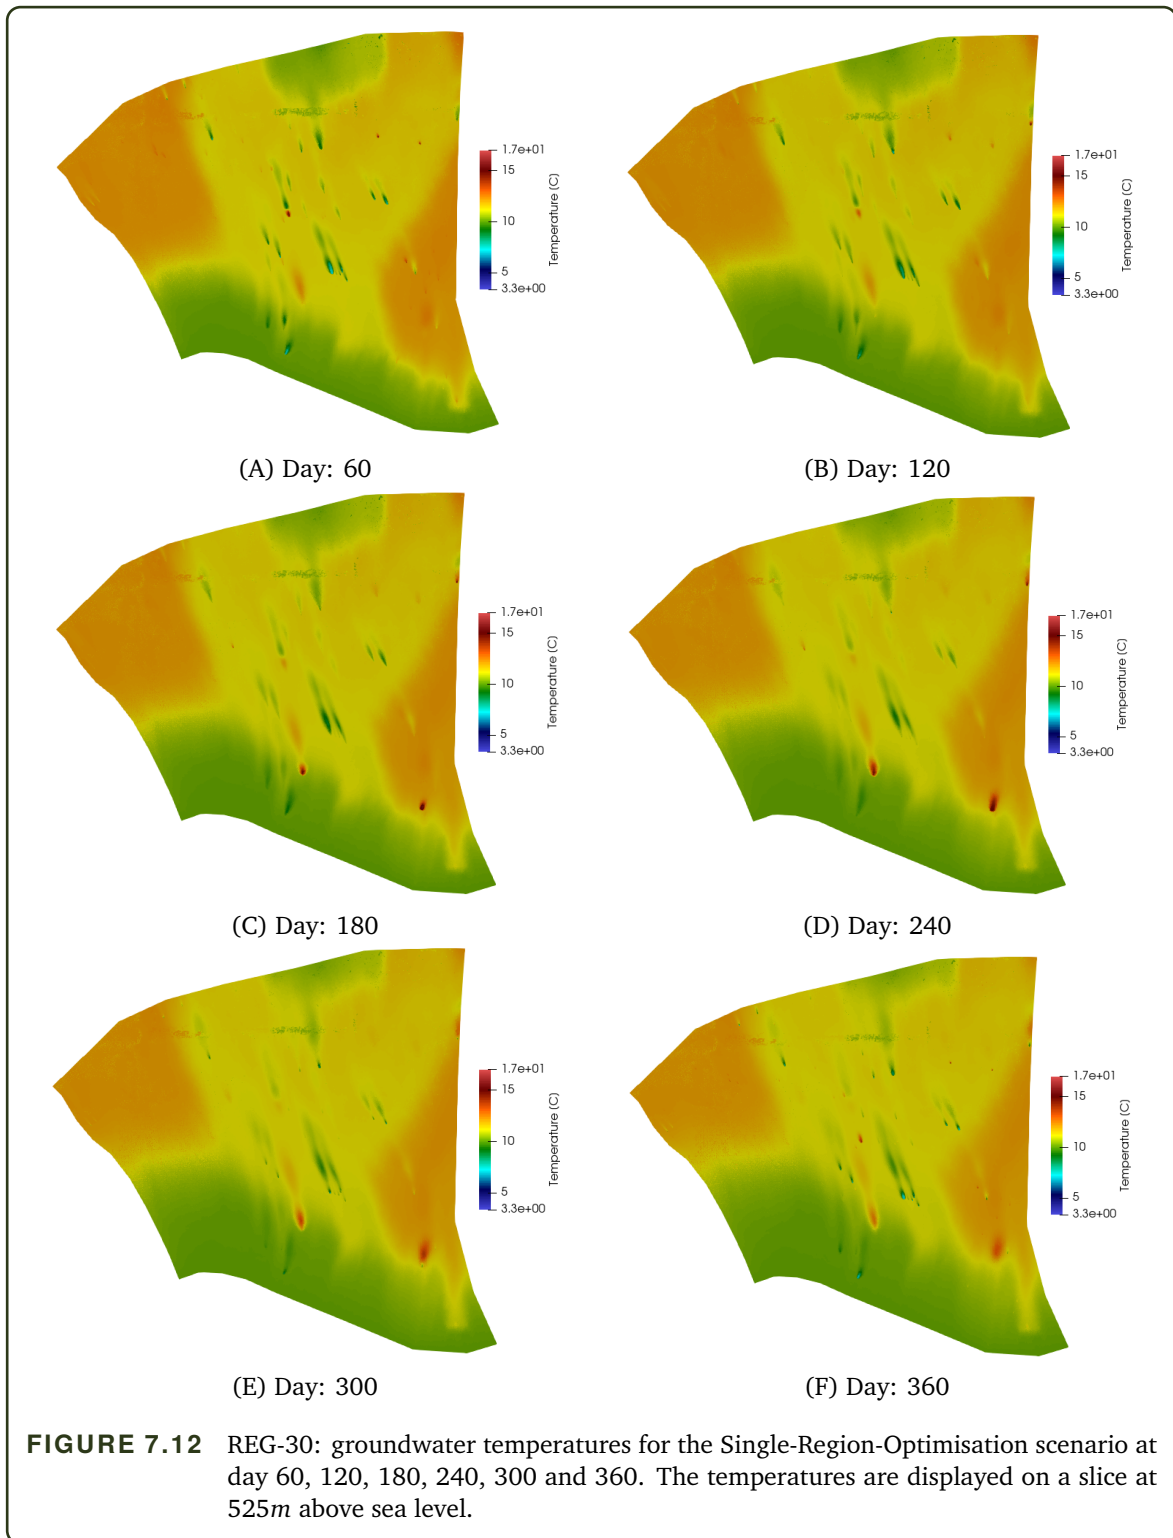 1.7e+01
15
10
5
3.3e+00
Temperature (C)
1.7e+01
15
10
5
3.3e+00
Temperature (C)
(A) Day: 60
(B) Day: 120
1.7e+01
15
10
5
3.3e+00
Temperature (C)
1.7e+01
15
10
5
3.3e+00
Temperature (C)
(C) Day: 180
(D) Day: 240
1.7e+01
15
10
5
3.3e+00
Temperature (C)
1.7e+01
15
10
5
3.3e+00
Temperature (C)
(E) Day: 300
(F) Day: 360
FIGURE 7.12 REG-30: groundwater temperatures for the Single-Region-Optimisation scenario at
day 60, 120, 180, 240, 300 and 360. The temperatures are displayed on a slice at
525m above sea level.